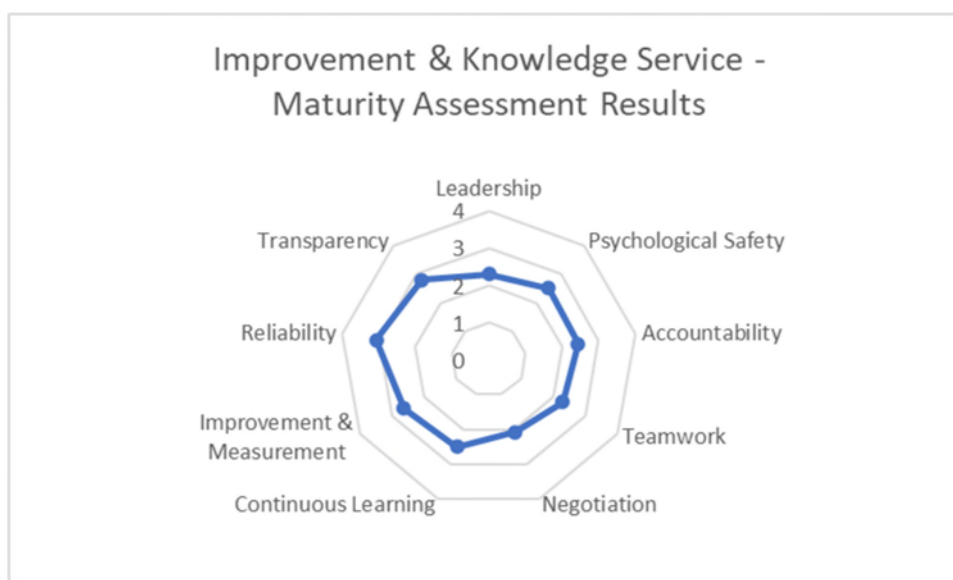 Improvement & Knowledge Service -
Maturity Assessment Results
Leadership
4
Transparency
Psychological Safety
3
2
Reliability
Accountability
1
0
Improvement &
Measurement
Teamwork
Continuous Learning
Negotiation